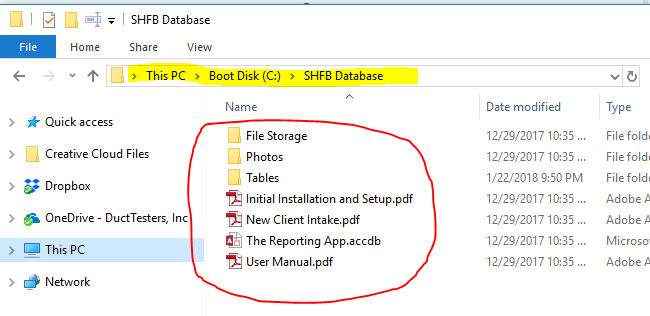 SHFB Database
File Home Share View
This PC Boot Disk (C:) SHFB Database
Name Date modified Type
Quick access
Creative Cloud Files
Dropbox
OneDrive - DuctTesters, Inc
This PC
Network
File Storage 12/29/2017 10:35 ... File folde
Photos 12/29/2017 10:35 ... File folde
Tables 1/22/2018 9:50 PM File folde
Initial Installation and Setup.pdf 12/29/2017 10:35 ... Adobe A
New Client Intake.pdf 12/29/2017 10:35 ... Adobe A
The Reporting App.accdb 12/29/2017 10:35 ... Microso
User Manual.pdf 12/29/2017 10:35 ... Adobe A